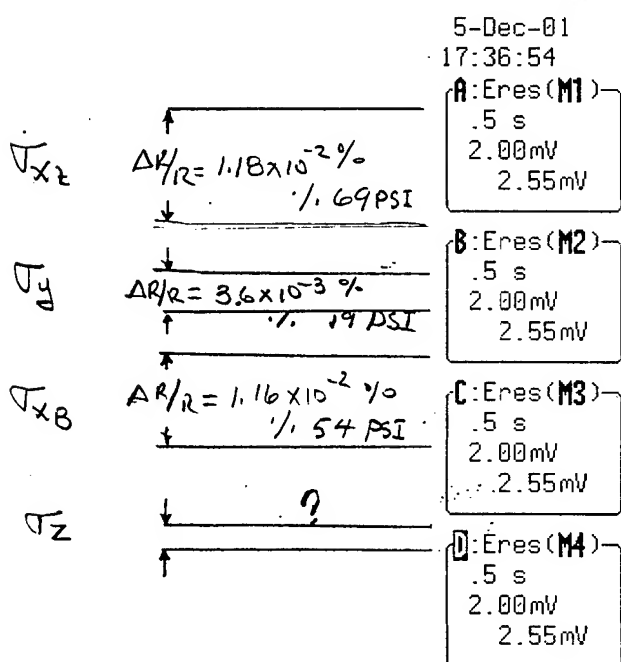 5-Dec-01
17:36:54
A:Eres(M1)
.5 s
2.00mV
2.55mV
σxz
ΔR/R = 1.18x10^-2 %
69 PSI
B:Eres(M2)
.5 s
2.00mV
2.55mV
σy
ΔR/R = 3.6x10^-3 %
19 PSI
C:Eres(M3)
.5 s
2.00mV
2.55mV
σxB
ΔR/R = 1.16x10^-2 %
54 PSI
σz
?
D:Eres(M4)
.5 s
2.00mV
2.55mV